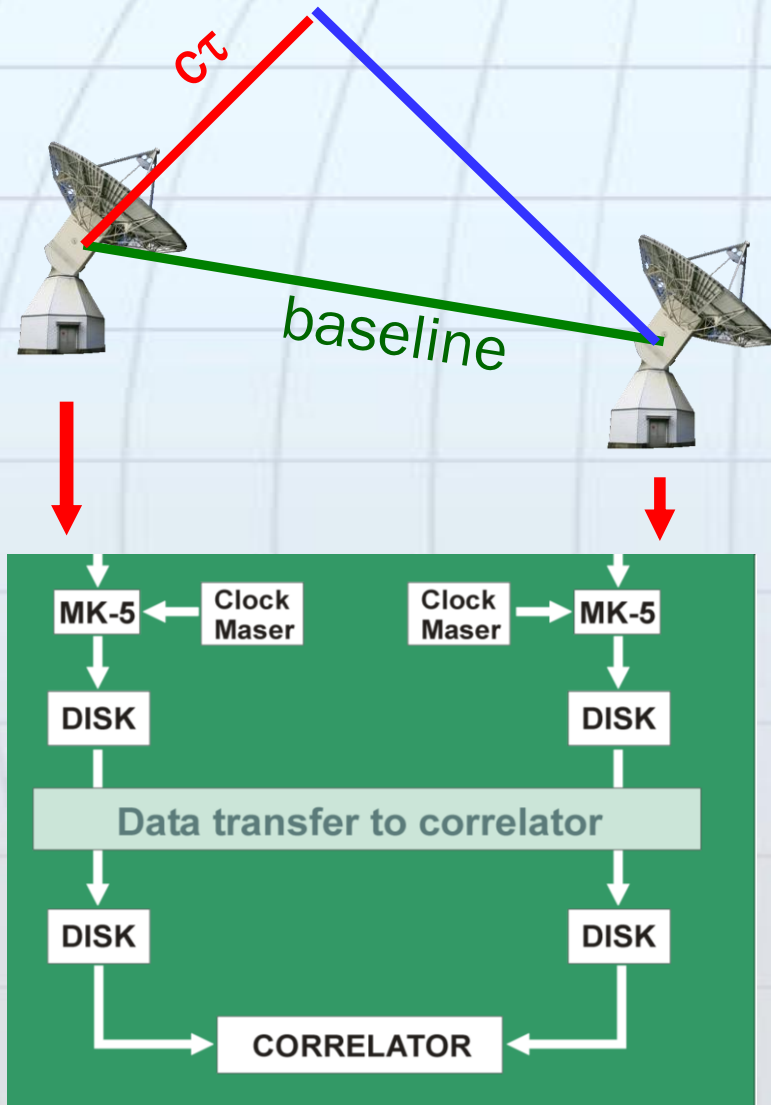 cτ
baseline
MK-5
Clock
Maser
Clock
Maser
MK-5
DISK
DISK
Data transfer to correlator
DISK
DISK
CORRELATOR